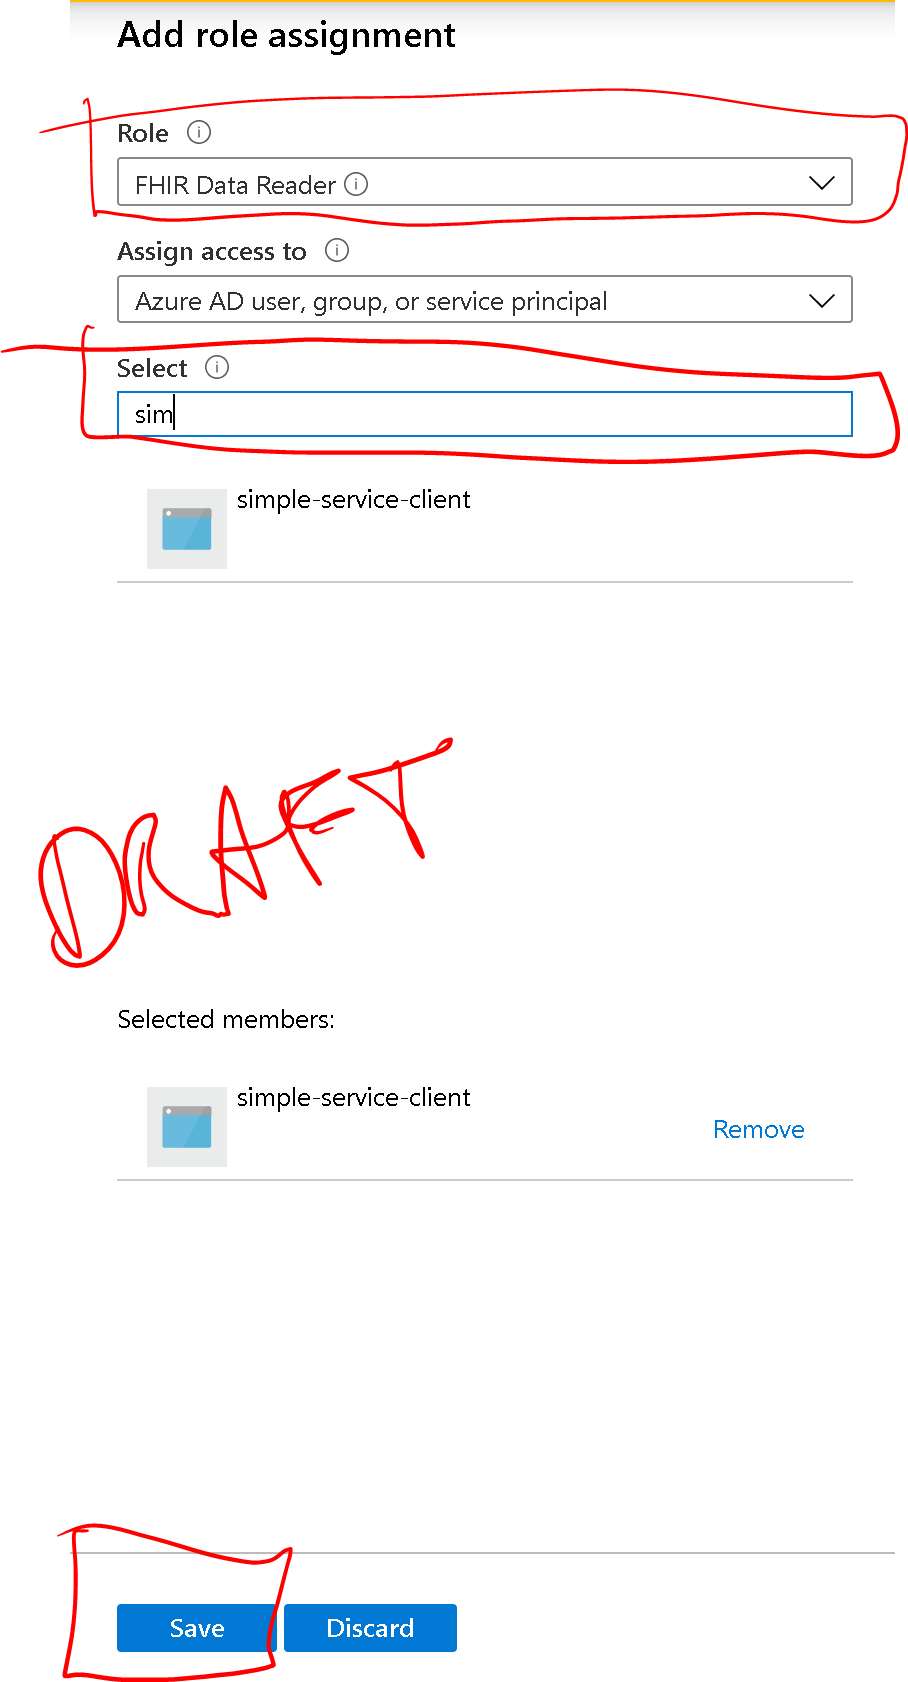 Add role assignment
Role
FHIR Data Reader
Assign access to
Azure AD user, group, or service principal
Select
sim
simple-service-client
DRAFT
Selected members:
simple-service-client
Remove
Save Discard